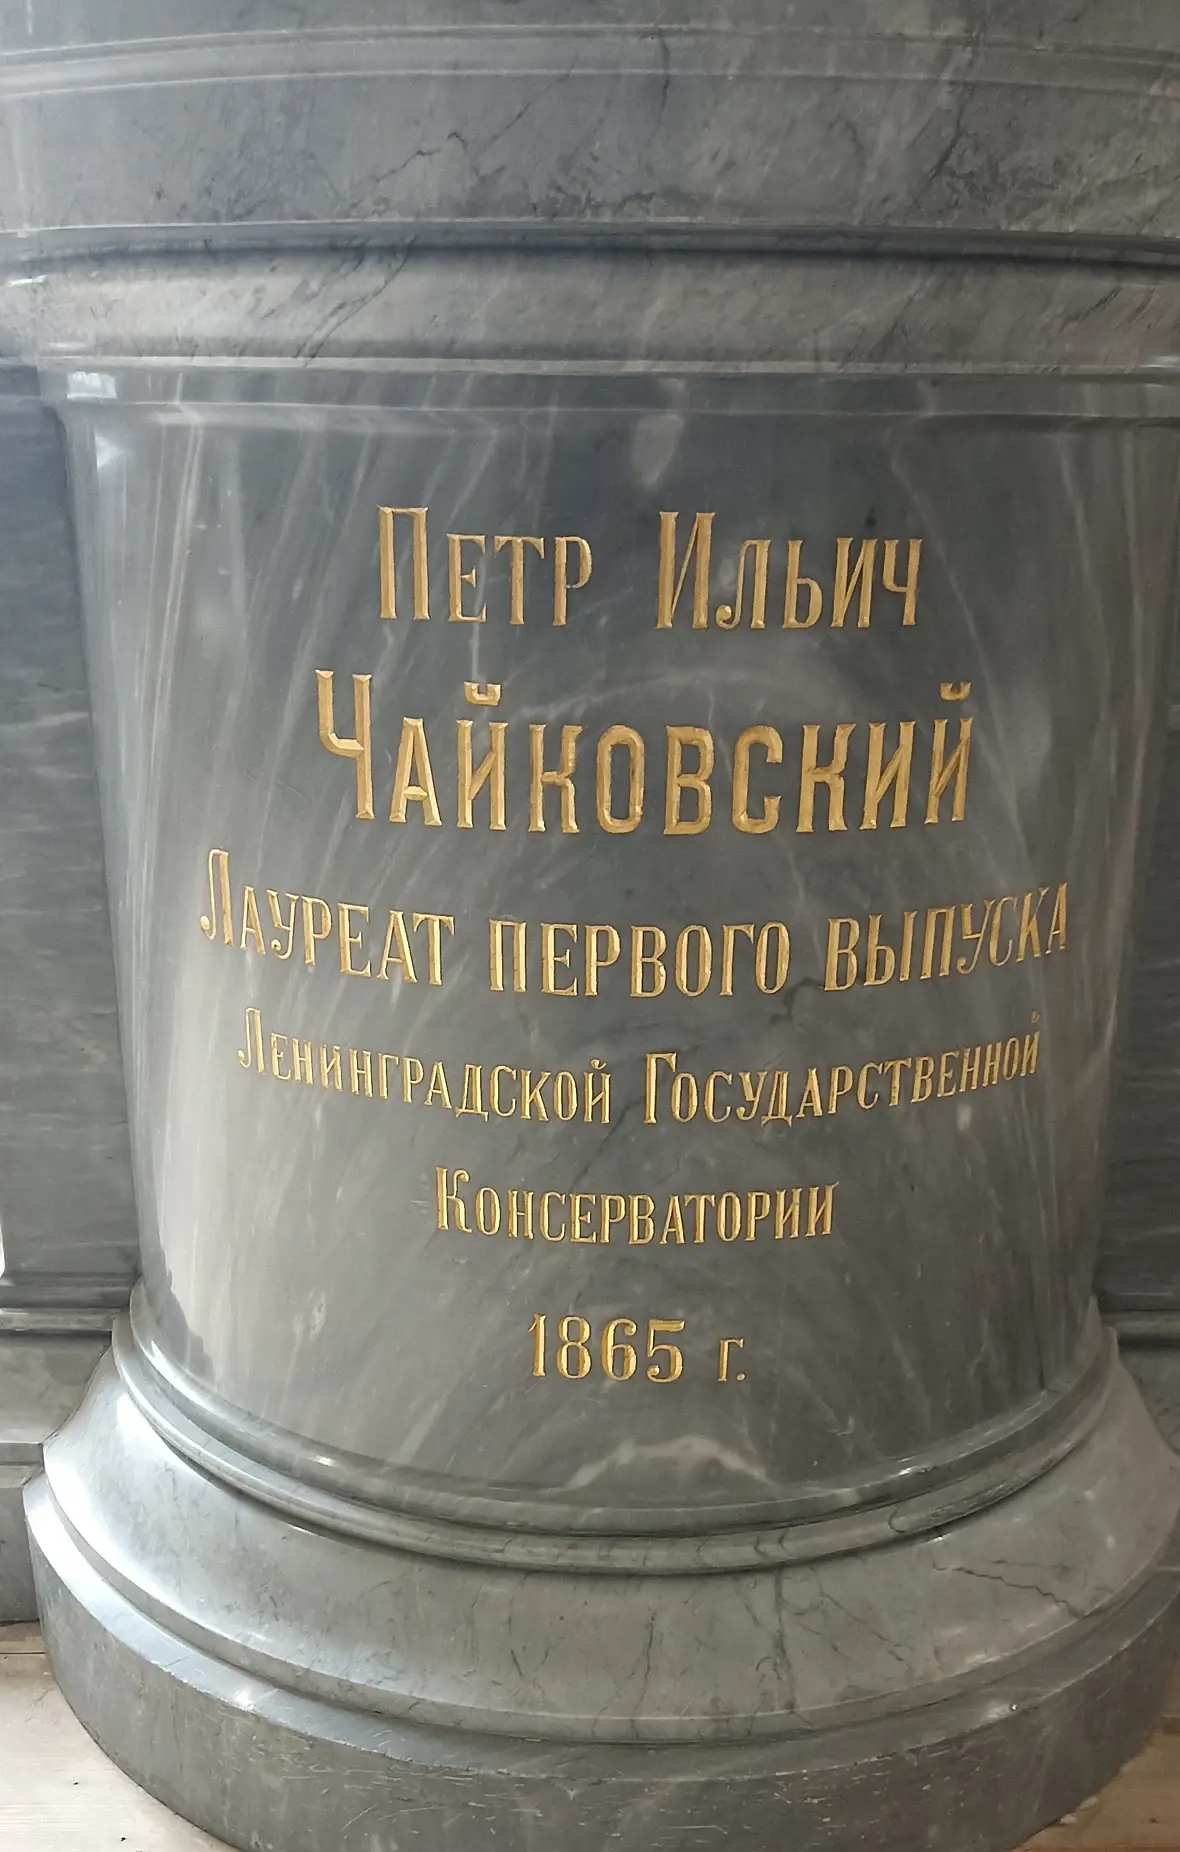 Петр Ильич
Чайковский
Лауреат первого выпуска
Ленинградской Государственной
Консерватории
1865 г.